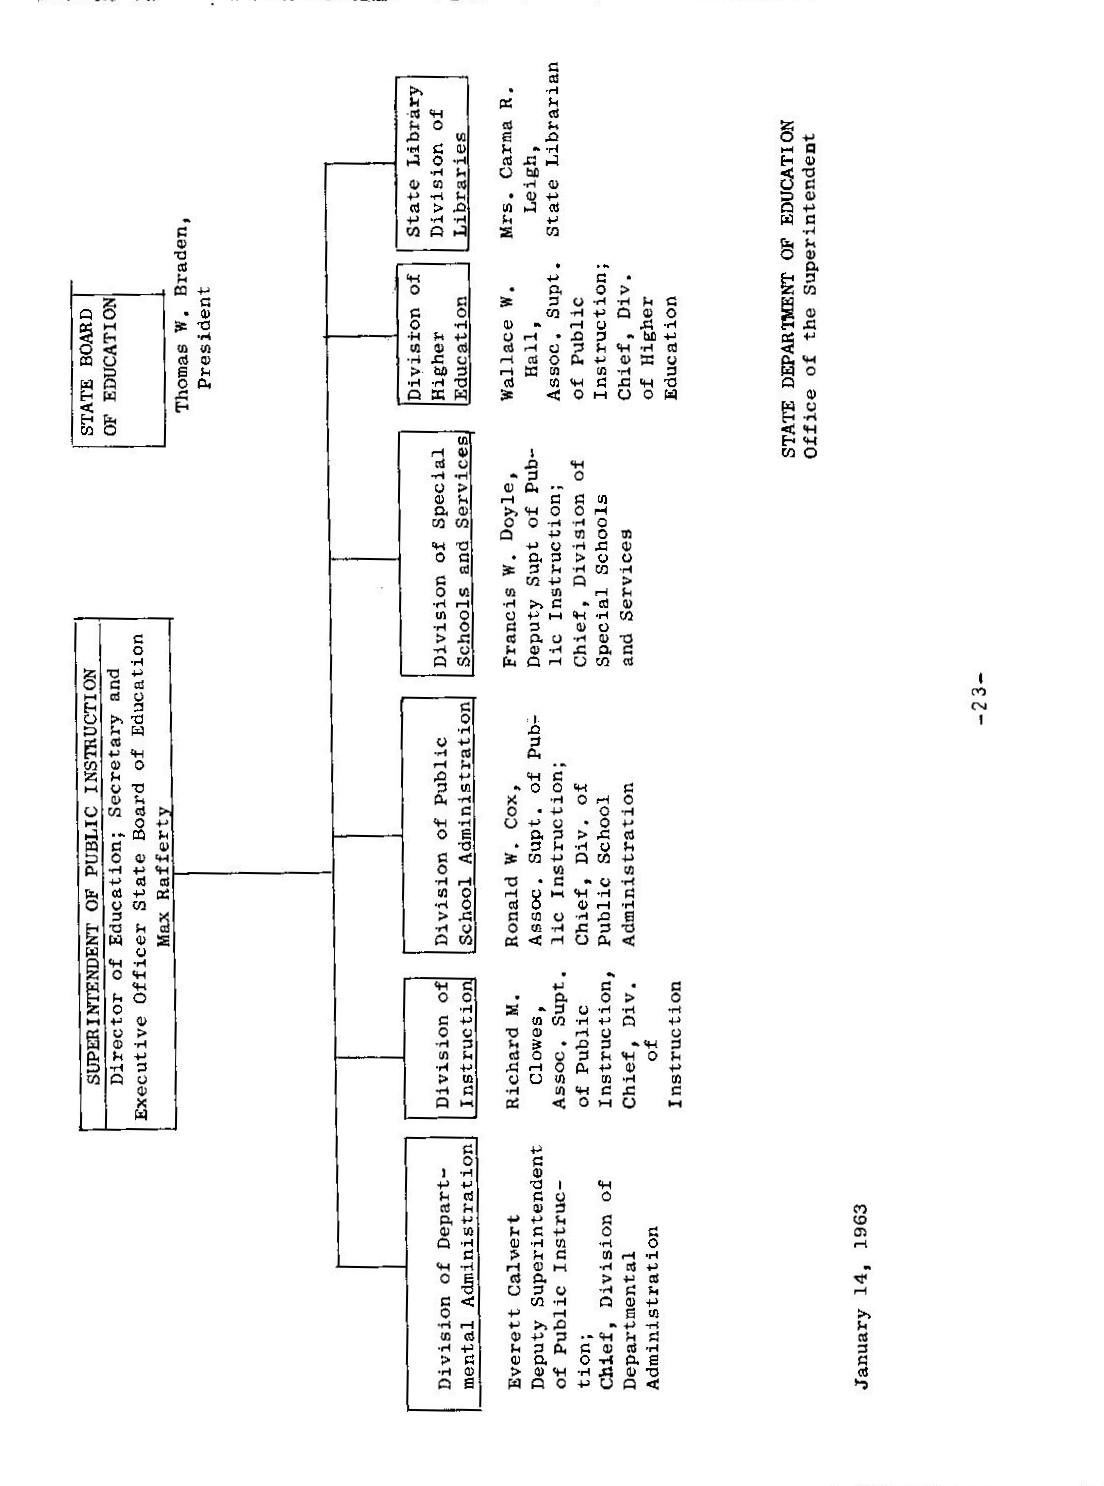 SUPERINTENDENT OF PUBLIC INSTRUCTION
Director of Education; Secretary and
Executive Officer State Board of Education
Max Rafferty
STATE BOARD
OF EDUCATION
Thomas W. Braden,
President
Division of Depart-
mental Administration
Everett Calvert
Deputy Superintendent
of Public Instruc-
tion;
Chief, Division of
Departmental
Administration
Division of
Instruction
Richard M.
Clowes,
Assoc. Supt.
of Public
Instruction,
Chief, Div.
of
Instruction
Division of Public
School Administration
Ronald W. Cox,
Assoc. Supt. of Pub-
lic Instruction;
Chief, Div. of
Public School
Administration
Division of Special
Schools and Services
Francis W. Doyle,
Deputy Supt of Pub-
lic Instruction;
Chief, Division of
Special Schools
and Services
Division of
Higher
Education
Wallace W.
Hall,
Assoc. Supt.
of Public
Instruction;
Chief, Div.
of Higher
Education
State Library
Division of
Libraries
Mrs. Carma R.
Leigh,
State Librarian
STATE DEPARTMENT OF EDUCATION
Office of the Superintendent
January 14, 1963
-23-